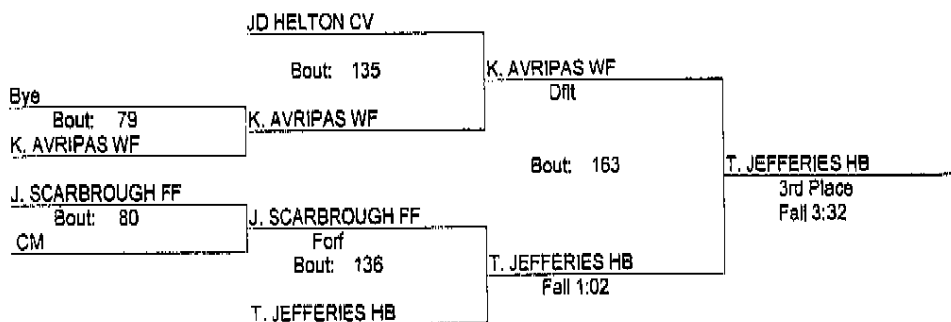 JD HELTON CV
Bout: 135
K. AVRIPAS WF
Dflt
Bye
Bout: 79
K. AVRIPAS WF
K. AVRIPAS WF
Bout: 163
T. JEFFERIES HB
3rd Place
Fall 3:32
J. SCARBROUGH FF
Bout: 80
CM
J. SCARBROUGH FF
Forf
Bout: 136
T. JEFFERIES HB
Fall 1:02
T. JEFFERIES HB